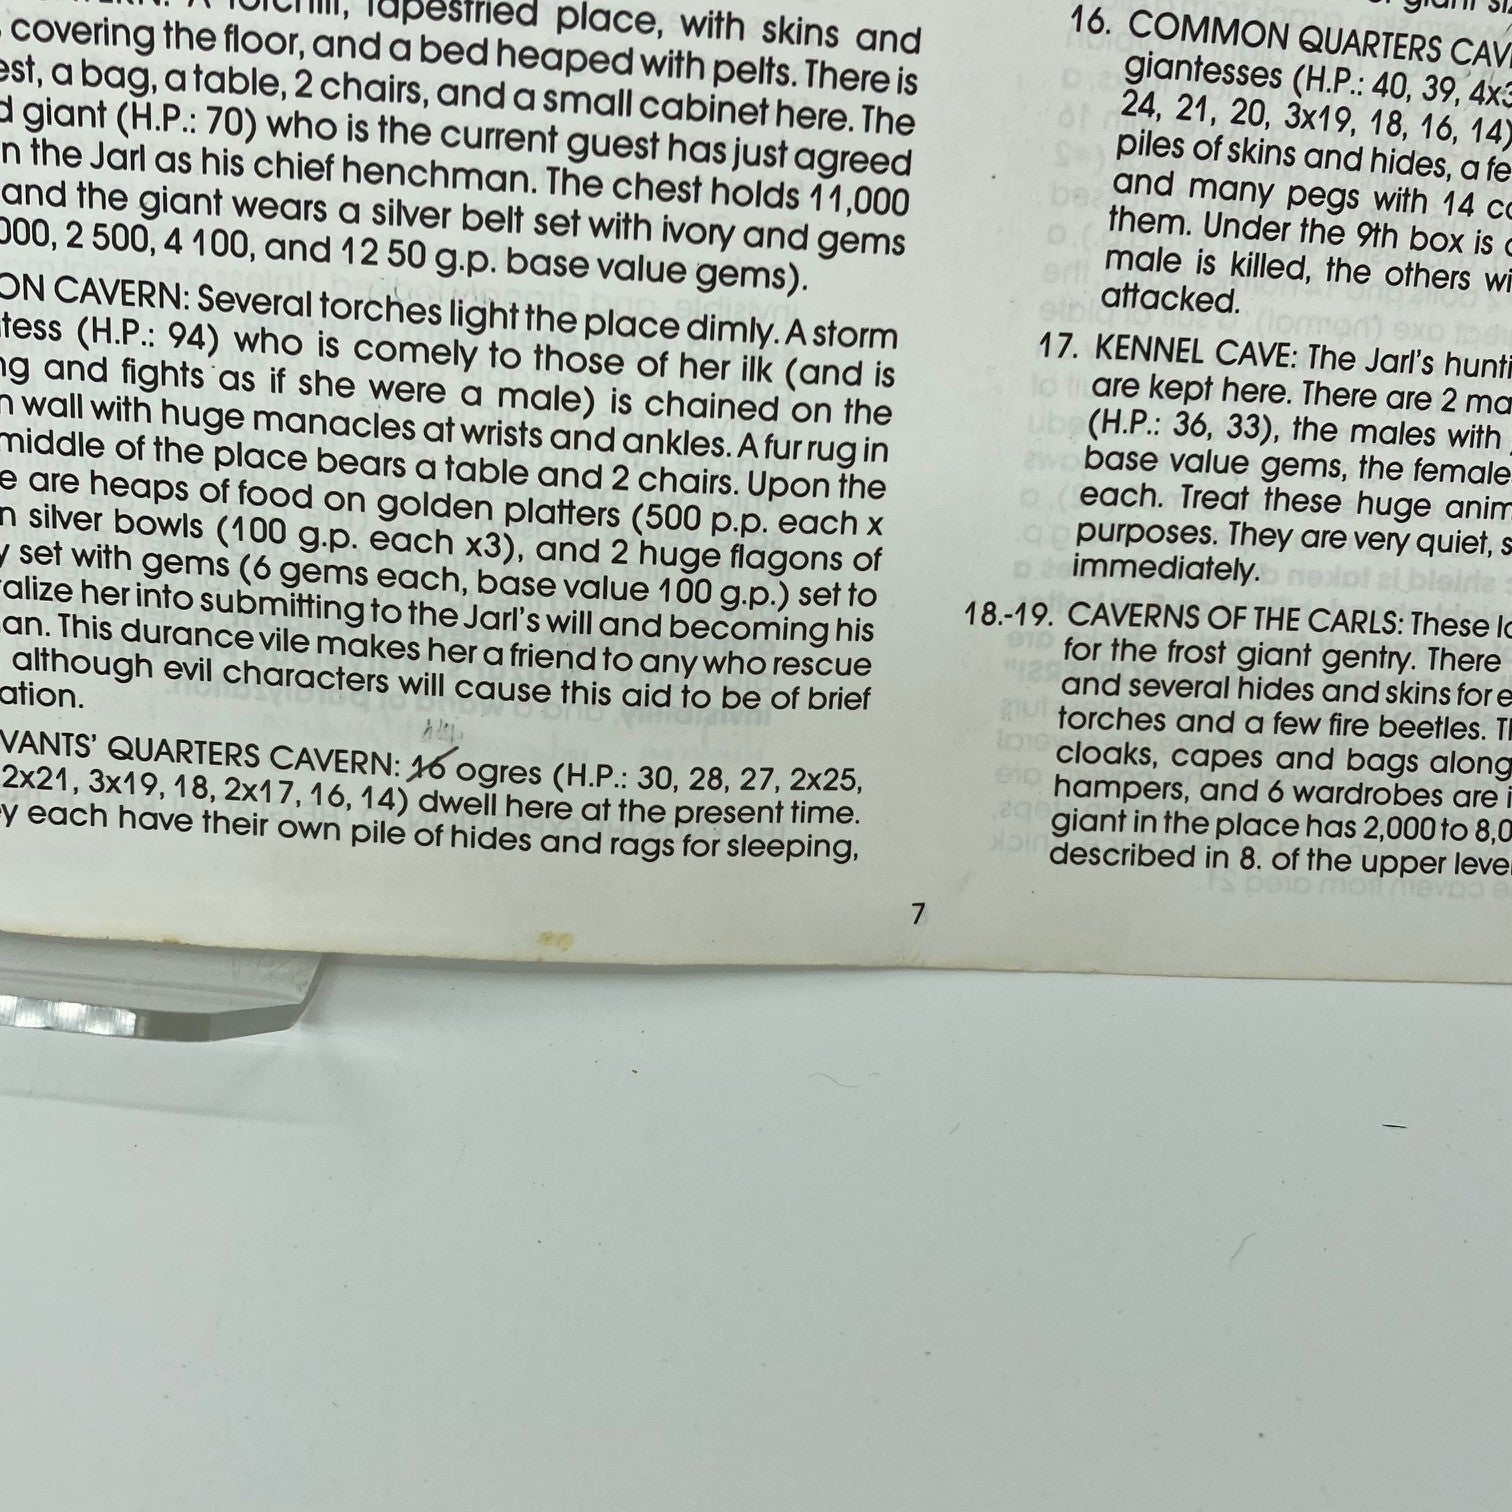 place, with skins and
covering the floor, and a bed heaped with pelts. There is
est, a bag, a table, 2 chairs, and a small cabinet here. The
d giant (H.P.: 70) who is the current guest has just agreed
n the Jarl as his chief henchman. The chest holds 11,000
and the giant wears a silver belt set with ivory and gems
000, 2 500, 4 100, and 12 50 g.p. base value gems).
ON CAVERN: Several torches light the place dimly. A storm
tess (H.P.: 94) who is comely to those of her ilk (and is
ng and fights as if she were a male) is chained on the
n wall with huge manacles at wrists and ankles. A fur rug in
middle of the place bears a table and 2 chairs. Upon the
e are heaps of food on golden platters (500 p.p. each x
n silver bowls (100 g.p. each x3), and 2 huge flagons of
y set with gems (6 gems each, base value 100 g.p.) set to
alize her into submitting to the Jarl's will and becoming his
an. This durance vile makes her a friend to any who rescue
although evil characters will cause this aid to be of brief
ation.
VANTS' QUARTERS CAVERN: 16 ogres (H.P.: 30, 28, 27, 2x25,
2x21, 3x19, 18, 2x17, 16, 14) dwell here at the present time.
y each have their own pile of hides and rags for sleeping,
16. COMMON QUARTERS CAV
giantesses (H.P.: 40, 39, 4x3
24, 21, 20, 3x19, 18, 16, 14)
piles of skins and hides, a fe
and many pegs with 14 co
them. Under the 9th box is
male is killed, the others wi
attacked.
17. KENNEL CAVE: The Jarl's hunti
are kept here. There are 2 ma
(H.P.: 36, 33), the males with
base value gems, the female
each. Treat these huge anim
purposes. They are very quiet, s
immediately.
18.-19. CAVERNS OF THE CARLS: These lo
for the frost giant gentry. There
and several hides and skins for e
torches and a few fire beetles. Th
cloaks, capes and bags along
hampers, and 6 wardrobes are i
giant in the place has 2,000 to 8,0
described in 8. of the upper level
7